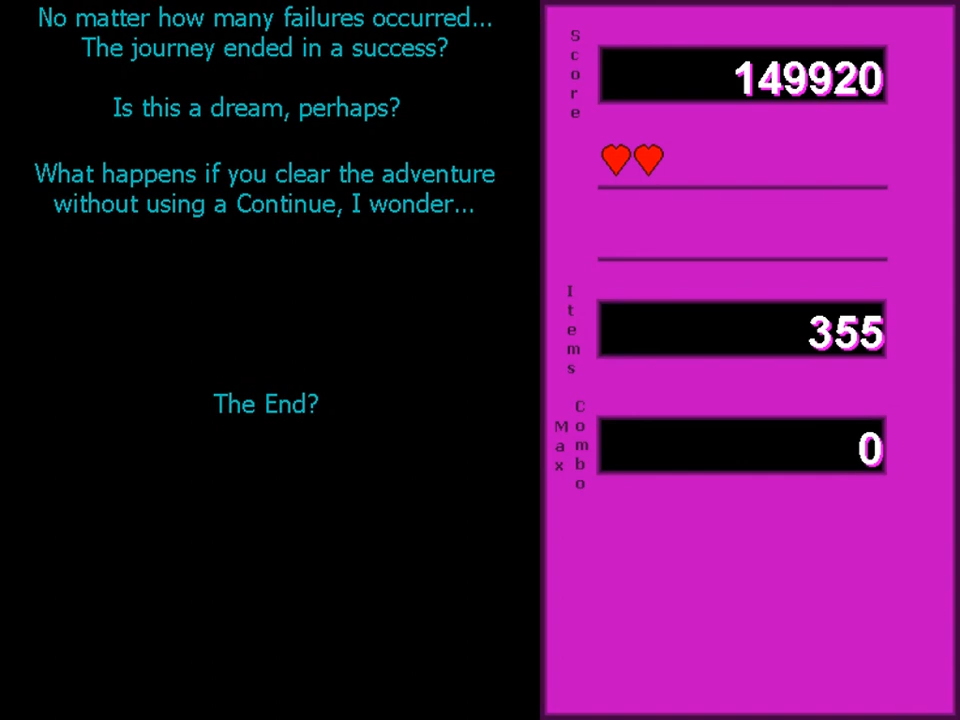 No matter how many failures occurred...
The journey ended in a success?
Is this a dream, perhaps?
What happens if you clear the adventure
without using a Continue, I wonder...
The End?
Score
149920
Items
355
Max Combo
0